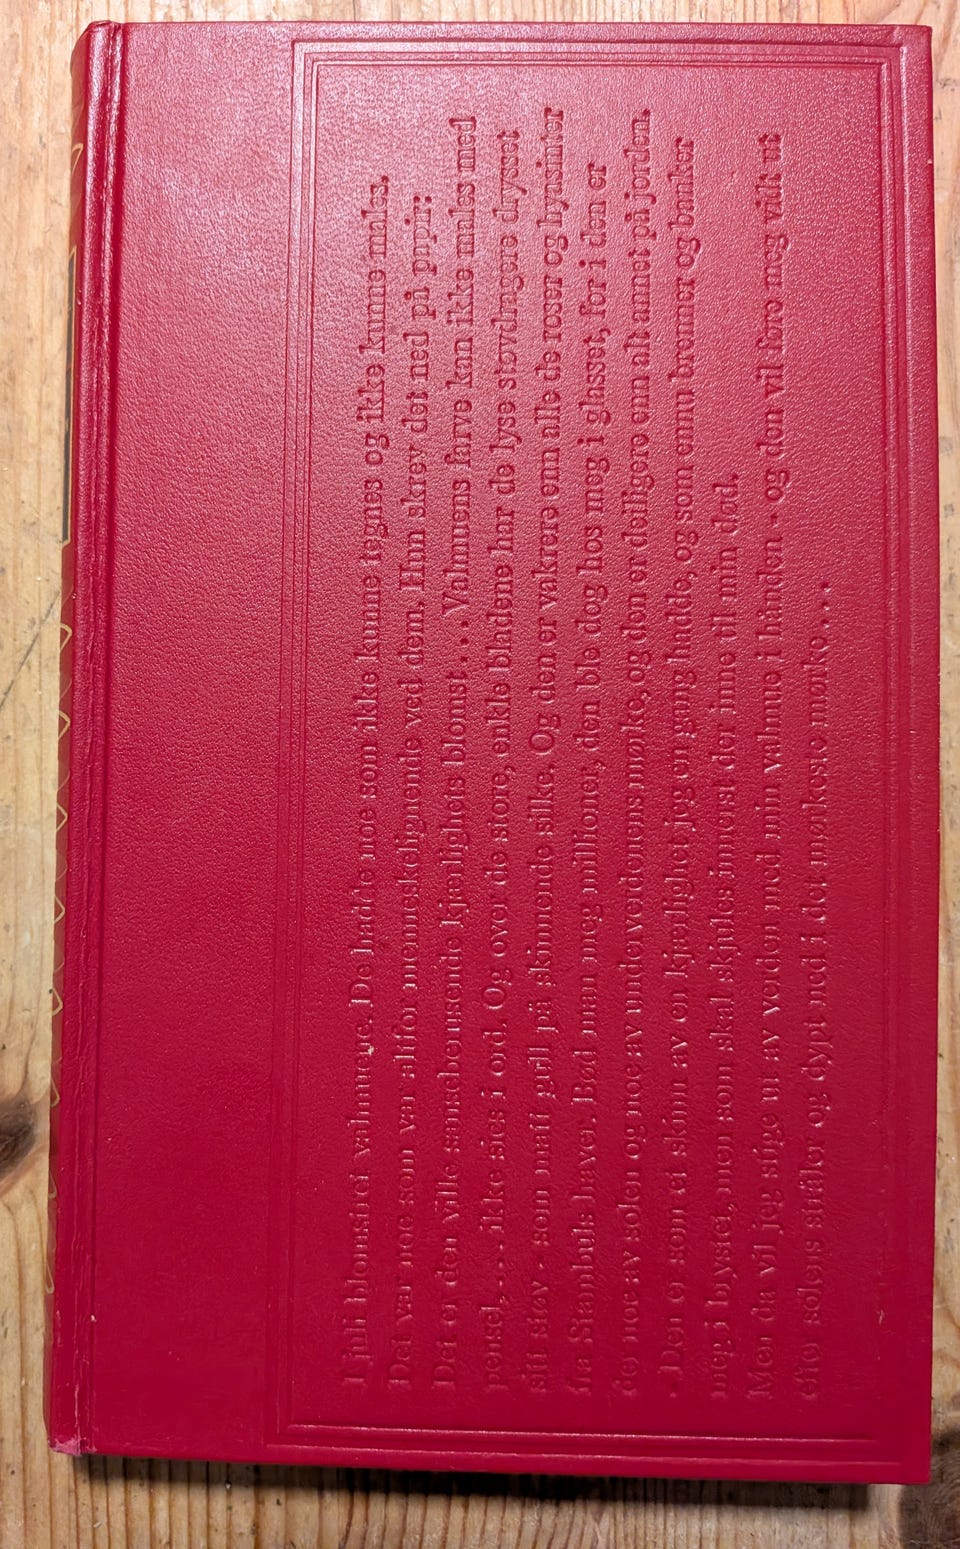 I juli blomstret valmuene. De hadde noe som ikke kunne tegnes og ikke kunne males.
Det var noe som var altfor menneskelignende ved dem. Hun skrev det ned på papir:
Det er den ville sanseberusende kjærlighets blomst . . . Valmuens farve kan ikke males med
pensel, - - - - ikke sies i ord. Og over de store, enkle bladene har de lyse støvdragere drysset
sitt støv - som matt gull på skinnende silke. Og den er vakrere enn alle de roser og hyasinter
fra Stambuls haver. Bød man meg millioner, den ble dog hos meg i glasset, for i den er
der noe av solen og noe av underverdenens mørke, og den er deiligere enn alt annet på jorden.
- Den er som et skinn av en kjærlighet jeg en gang hadde, og som ennu brenner og banker
meg i brystet, men som skal skjules innerst der inne til min død.
Men da vil jeg stige ut av verden med min valmue i hånden - og den vil føre meg vildt ut
efter solens stråler og dypt ned i det mørkeste mørke . . . .